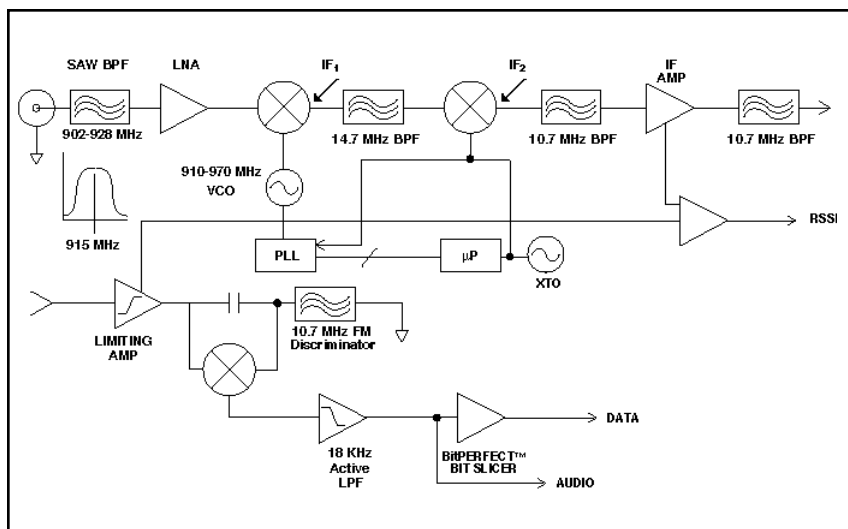 SAW BPF
LNA
IF1
IF2
IF
AMP
902-928 MHz
14.7 MHz BPF
10.7 MHz BPF
10.7 MHz BPF
910-970 MHz
VCO
915 MHz
PLL
µP
XTO
RSSI
LIMITING
AMP
10.7 MHz FM
Discriminator
18 KHz
Active
LPF
BitPERFECT™
BIT SLICER
DATA
AUDIO